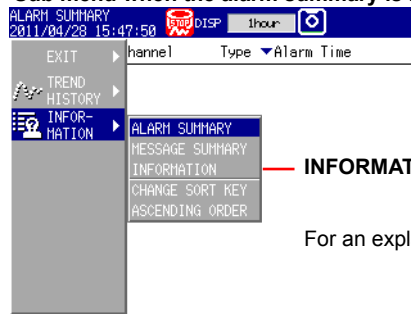 ALARM SUMMARY
2011/04/28 15:47:50 STOP DISP 1hour
hannel Type ▼Alarm Time
EXIT
TREND
HISTORY
INFOR-
MATION
ALARM SUMMARY
MESSAGE SUMMARY
INFORMATION
CHANGE SORT KEY
ASCENDING ORDER
INFORMAT
For an expl